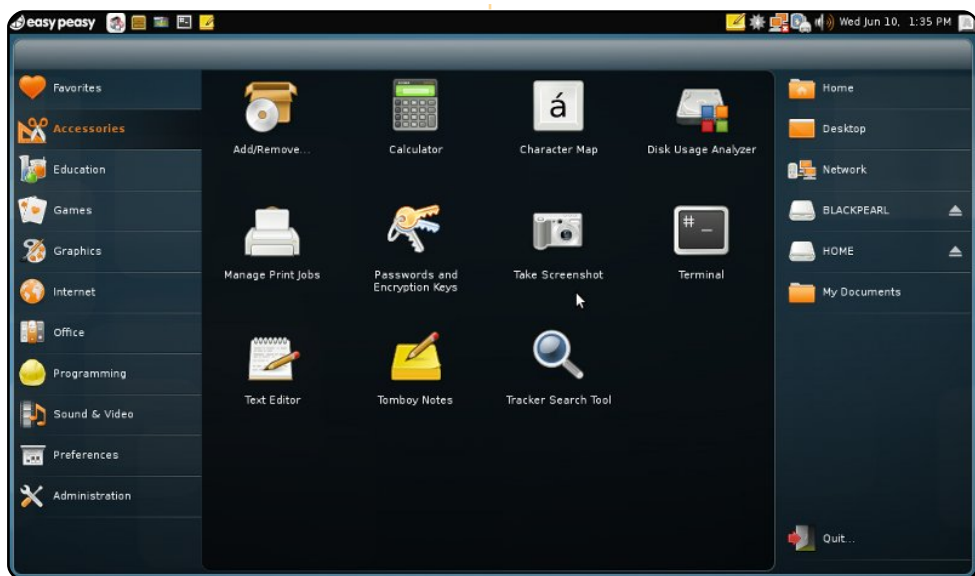 easy peasy
Wed Jun 10, 1:35 PM
Favorites
Accessories
Education
Games
Graphics
Internet
Office
Programming
Sound & Video
Preferences
Administration
Add/Remove...
Calculator
á
Character Map
Disk Usage Analyzer
Manage Print Jobs
Passwords and
Encryption Keys
Take Screenshot
# _
Terminal
Text Editor
Tomboy Notes
Tracker Search Tool
Home
Desktop
Network
BLACKPEARL
HOME
My Documents
Quit...